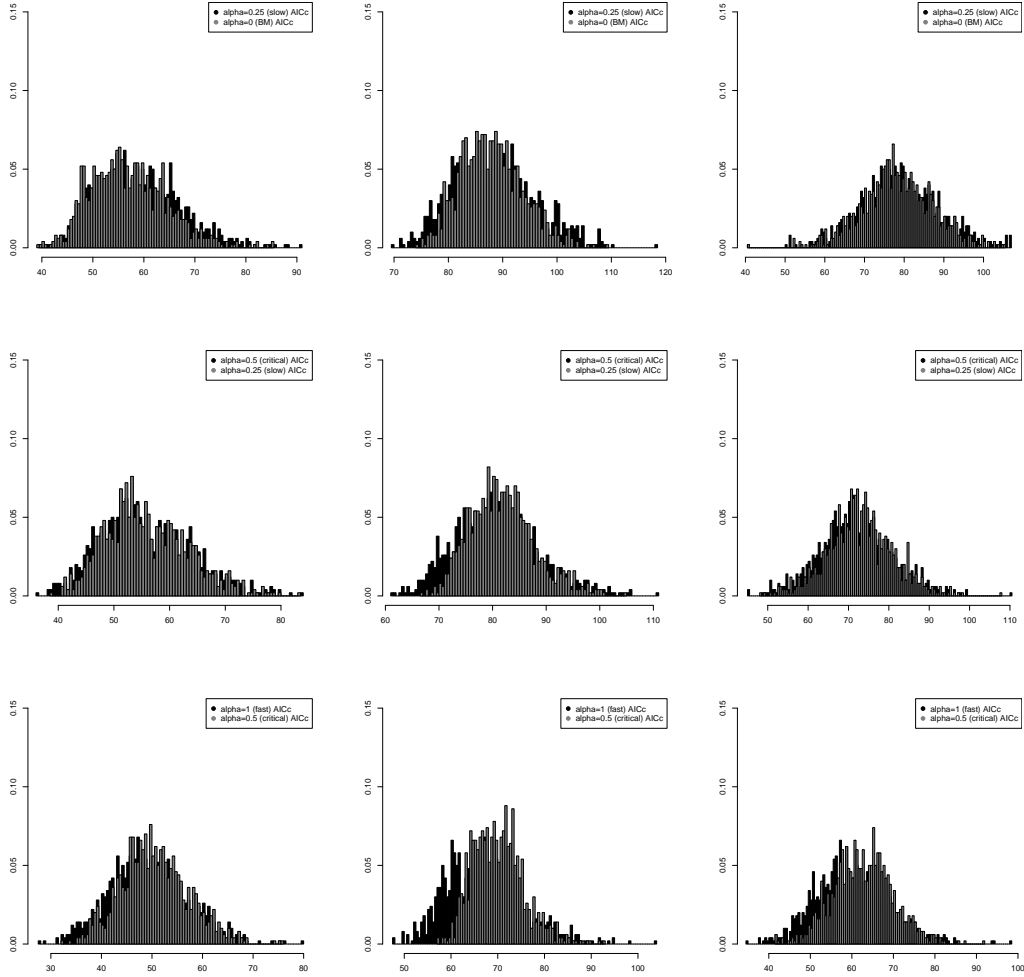 alpha=0.25 (slow) AICc
alpha=0 (BM) AICc
0.00 0.05 0.10 0.15
40 50 60 70 80 90
alpha=0.25 (slow) AICc
alpha=0 (BM) AICc
70 80 90 100 110 120
alpha=0.25 (slow) AICc
alpha=0 (BM) AICc
0.00 0.05 0.10 0.15
40 50 60 70 80 90 100
alpha=0.5 (critical) AICc
alpha=0.25 (slow) AICc
0.00 0.05 0.10 0.15
40 50 60 70 80
alpha=0.5 (critical) AICc
alpha=0.25 (slow) AICc
0.00 0.05 0.10 0.15
60 70 80 90 100 110
alpha=0.5 (critical) AICc
alpha=0.25 (slow) AICc
0.00 0.05 0.10 0.15
50 60 70 80 90 100 110
alpha=1 (fast) AICc
alpha=0.5 (critical) AICc
0.00 0.05 0.10 0.15
30 40 50 60 70 80
alpha=1 (fast) AICc
alpha=0.5 (critical) AICc
0.00 0.05 0.10 0.15
50 60 70 80 90 100
alpha=1 (fast) AICc
alpha=0.5 (critical) AICc
0.00 0.05 0.10 0.15
40 50 60 70 80 90 100